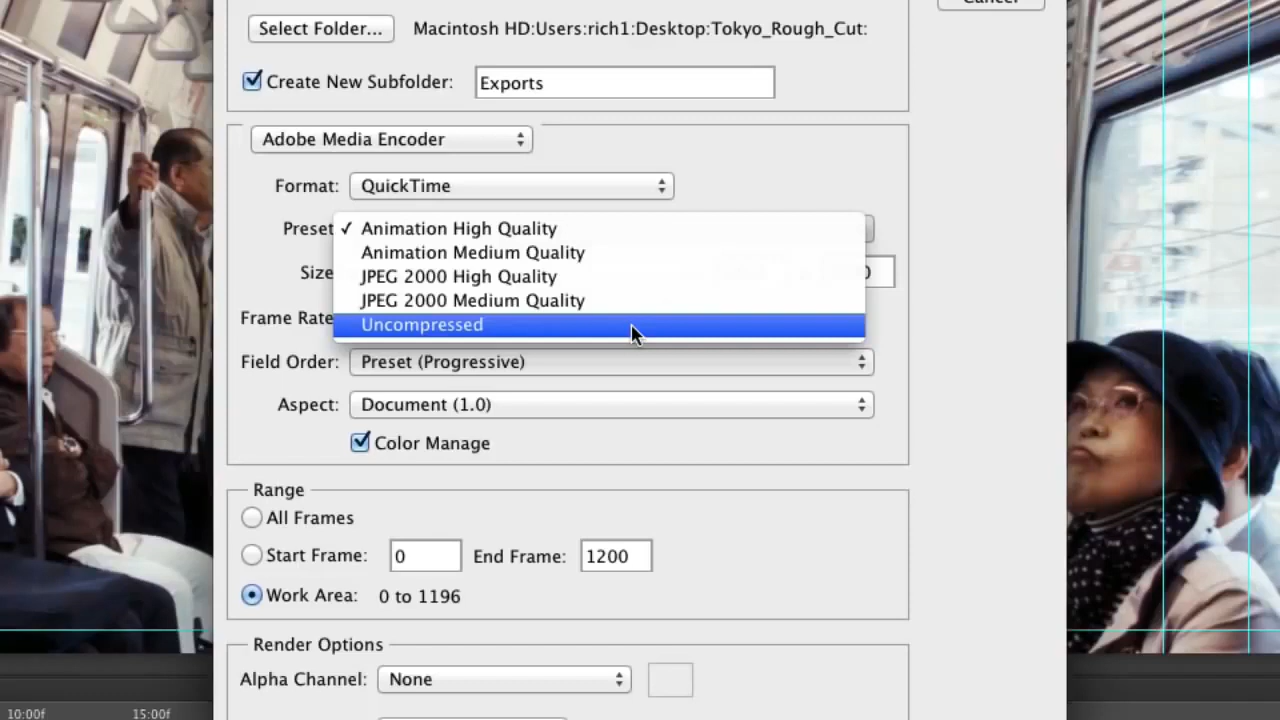 Cancel
Select Folder... Macintosh HD:Users:rich1:Desktop:Tokyo_Rough_Cut:
Create New Subfolder: Exports
Adobe Media Encoder
Format: QuickTime
Preset ✓ Animation High Quality
Animation Medium Quality
Size JPEG 2000 High Quality
JPEG 2000 Medium Quality
Frame Rate Uncompressed
Field Order: Preset (Progressive)
Aspect: Document (1.0)
Color Manage
Range
All Frames
Start Frame: 0 End Frame: 1200
Work Area: 0 to 1196
Render Options
Alpha Channel: None
10:00f 15:00f